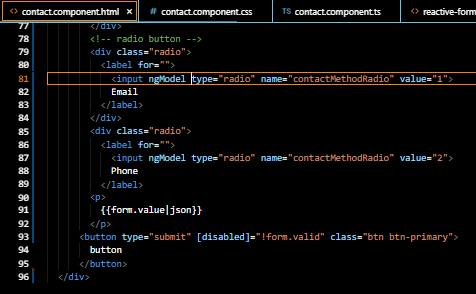 <> contact.component.html × # contact.component.css TS contact.component.ts <> reactive-form
77 </div>
78 <!-- radio button -->
79 <div class="radio">
80 <label for="">
81 <input ngModel type="radio" name="contactMethodRadio" value="1">
82 Email
83 </label>
84 </div>
85 <div class="radio">
86 <label for="">
87 <input ngModel type="radio" name="contactMethodRadio" value="2">
88 Phone
89 </label>
90 <p>
91 {{form.value|json}}
92 </p>
93 <button type="submit" [disabled]="!form.valid" class="btn btn-primary">
94 button
95 </button>
96 </div>